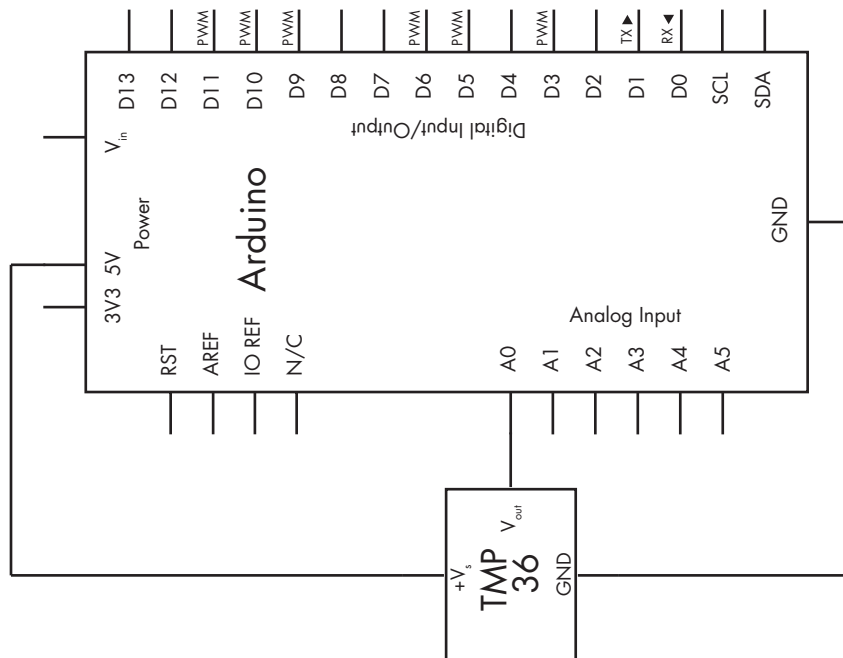 PWM
PWM
PWM
PWM
PWM
PWM
TX ▶
RX ◀
D13
D12
D11
D10
D9
D8
D7
D6
D5
D4
D3
D2
D1
D0
SCL
SDA
Digital Input/Output
Vin
Power
5V
3V3
Arduino
GND
Analog Input
RST
AREF
IO REF
N/C
A0
A1
A2
A3
A4
A5
Vout
+Vs
TMP
36
GND